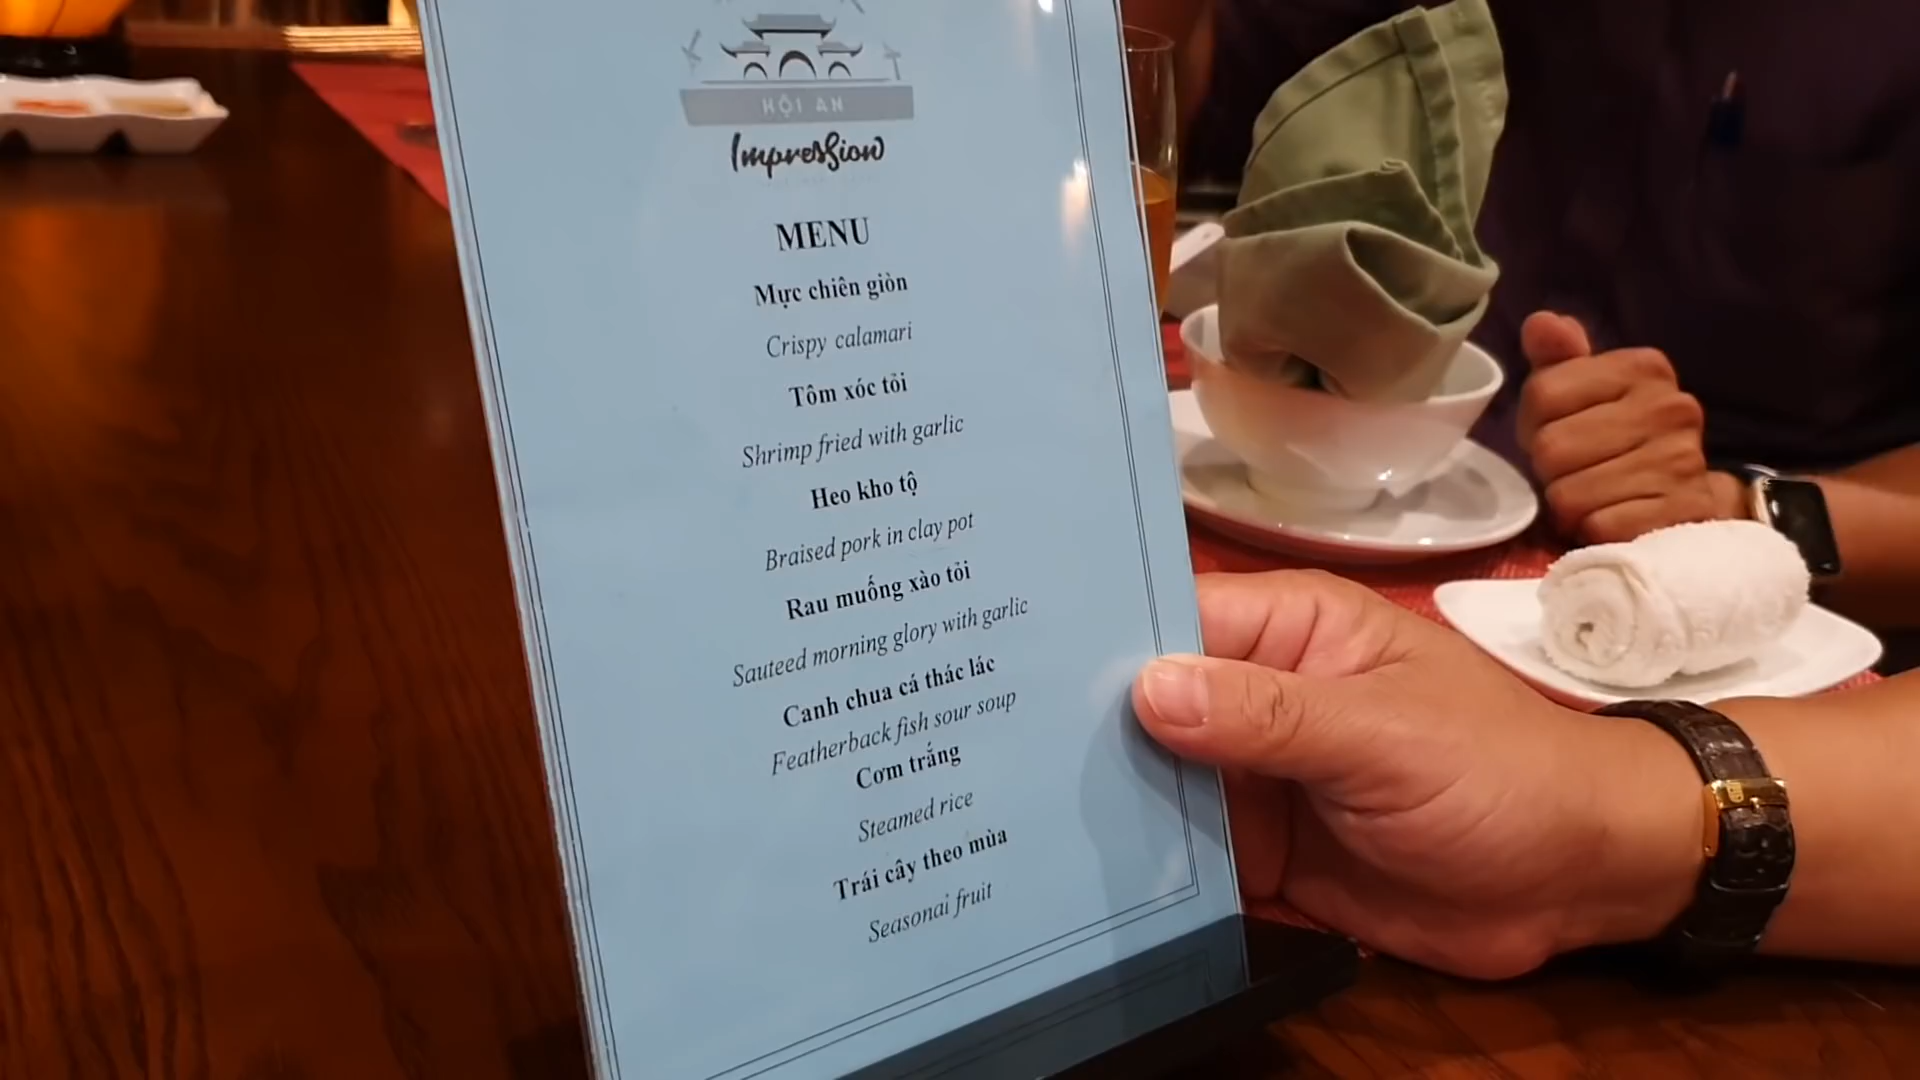 HỘI AN
Impression
MENU
Mực chiên giòn
Crispy calamari
Tôm xóc tỏi
Shrimp fried with garlic
Heo kho tộ
Braised pork in clay pot
Rau muống xào tỏi
Sauteed morning glory with garlic
Canh chua cá thác lác
Featherback fish sour soup
Cơm trắng
Steamed rice
Trái cây theo mùa
Seasonai fruit